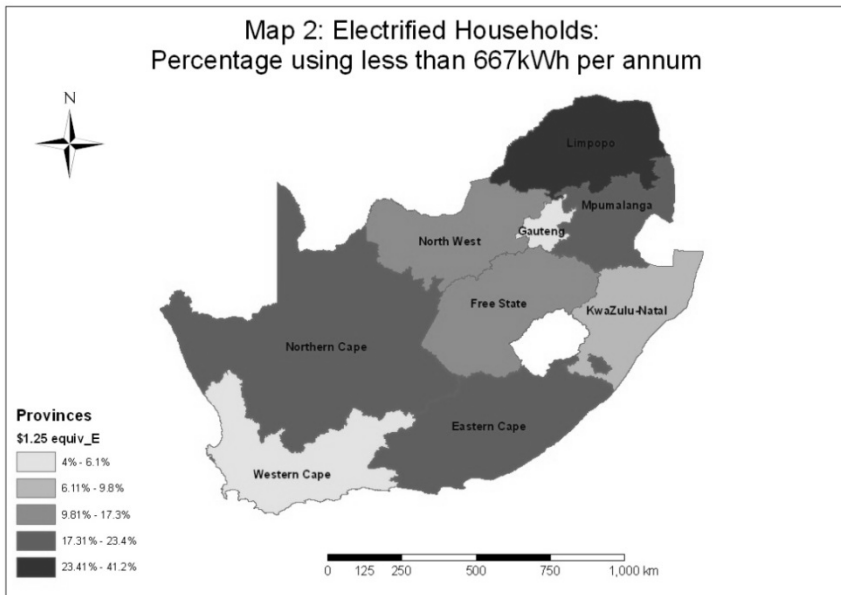 Map 2: Electrified Households:
Percentage using less than 667kWh per annum
N
Limpopo
Mpumalanga
Gauteng
North West
Free State
KwaZulu-Natal
Northern Cape
Eastern Cape
Western Cape
Provinces
$1.25 equiv_E
4% - 6.1%
6.11% - 9.8%
9.81% - 17.3%
17.31% - 23.4%
23.41% - 41.2%
0 125 250 500 750 1,000 km